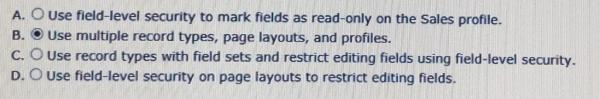 A. Use field-level security to mark fields as read-only on the Sales profile.
B. Use multiple record types, page layouts, and profiles.
C. Use record types with field sets and restrict editing fields using field-level security.
D. Use field-level security on page layouts to restrict editing fields.